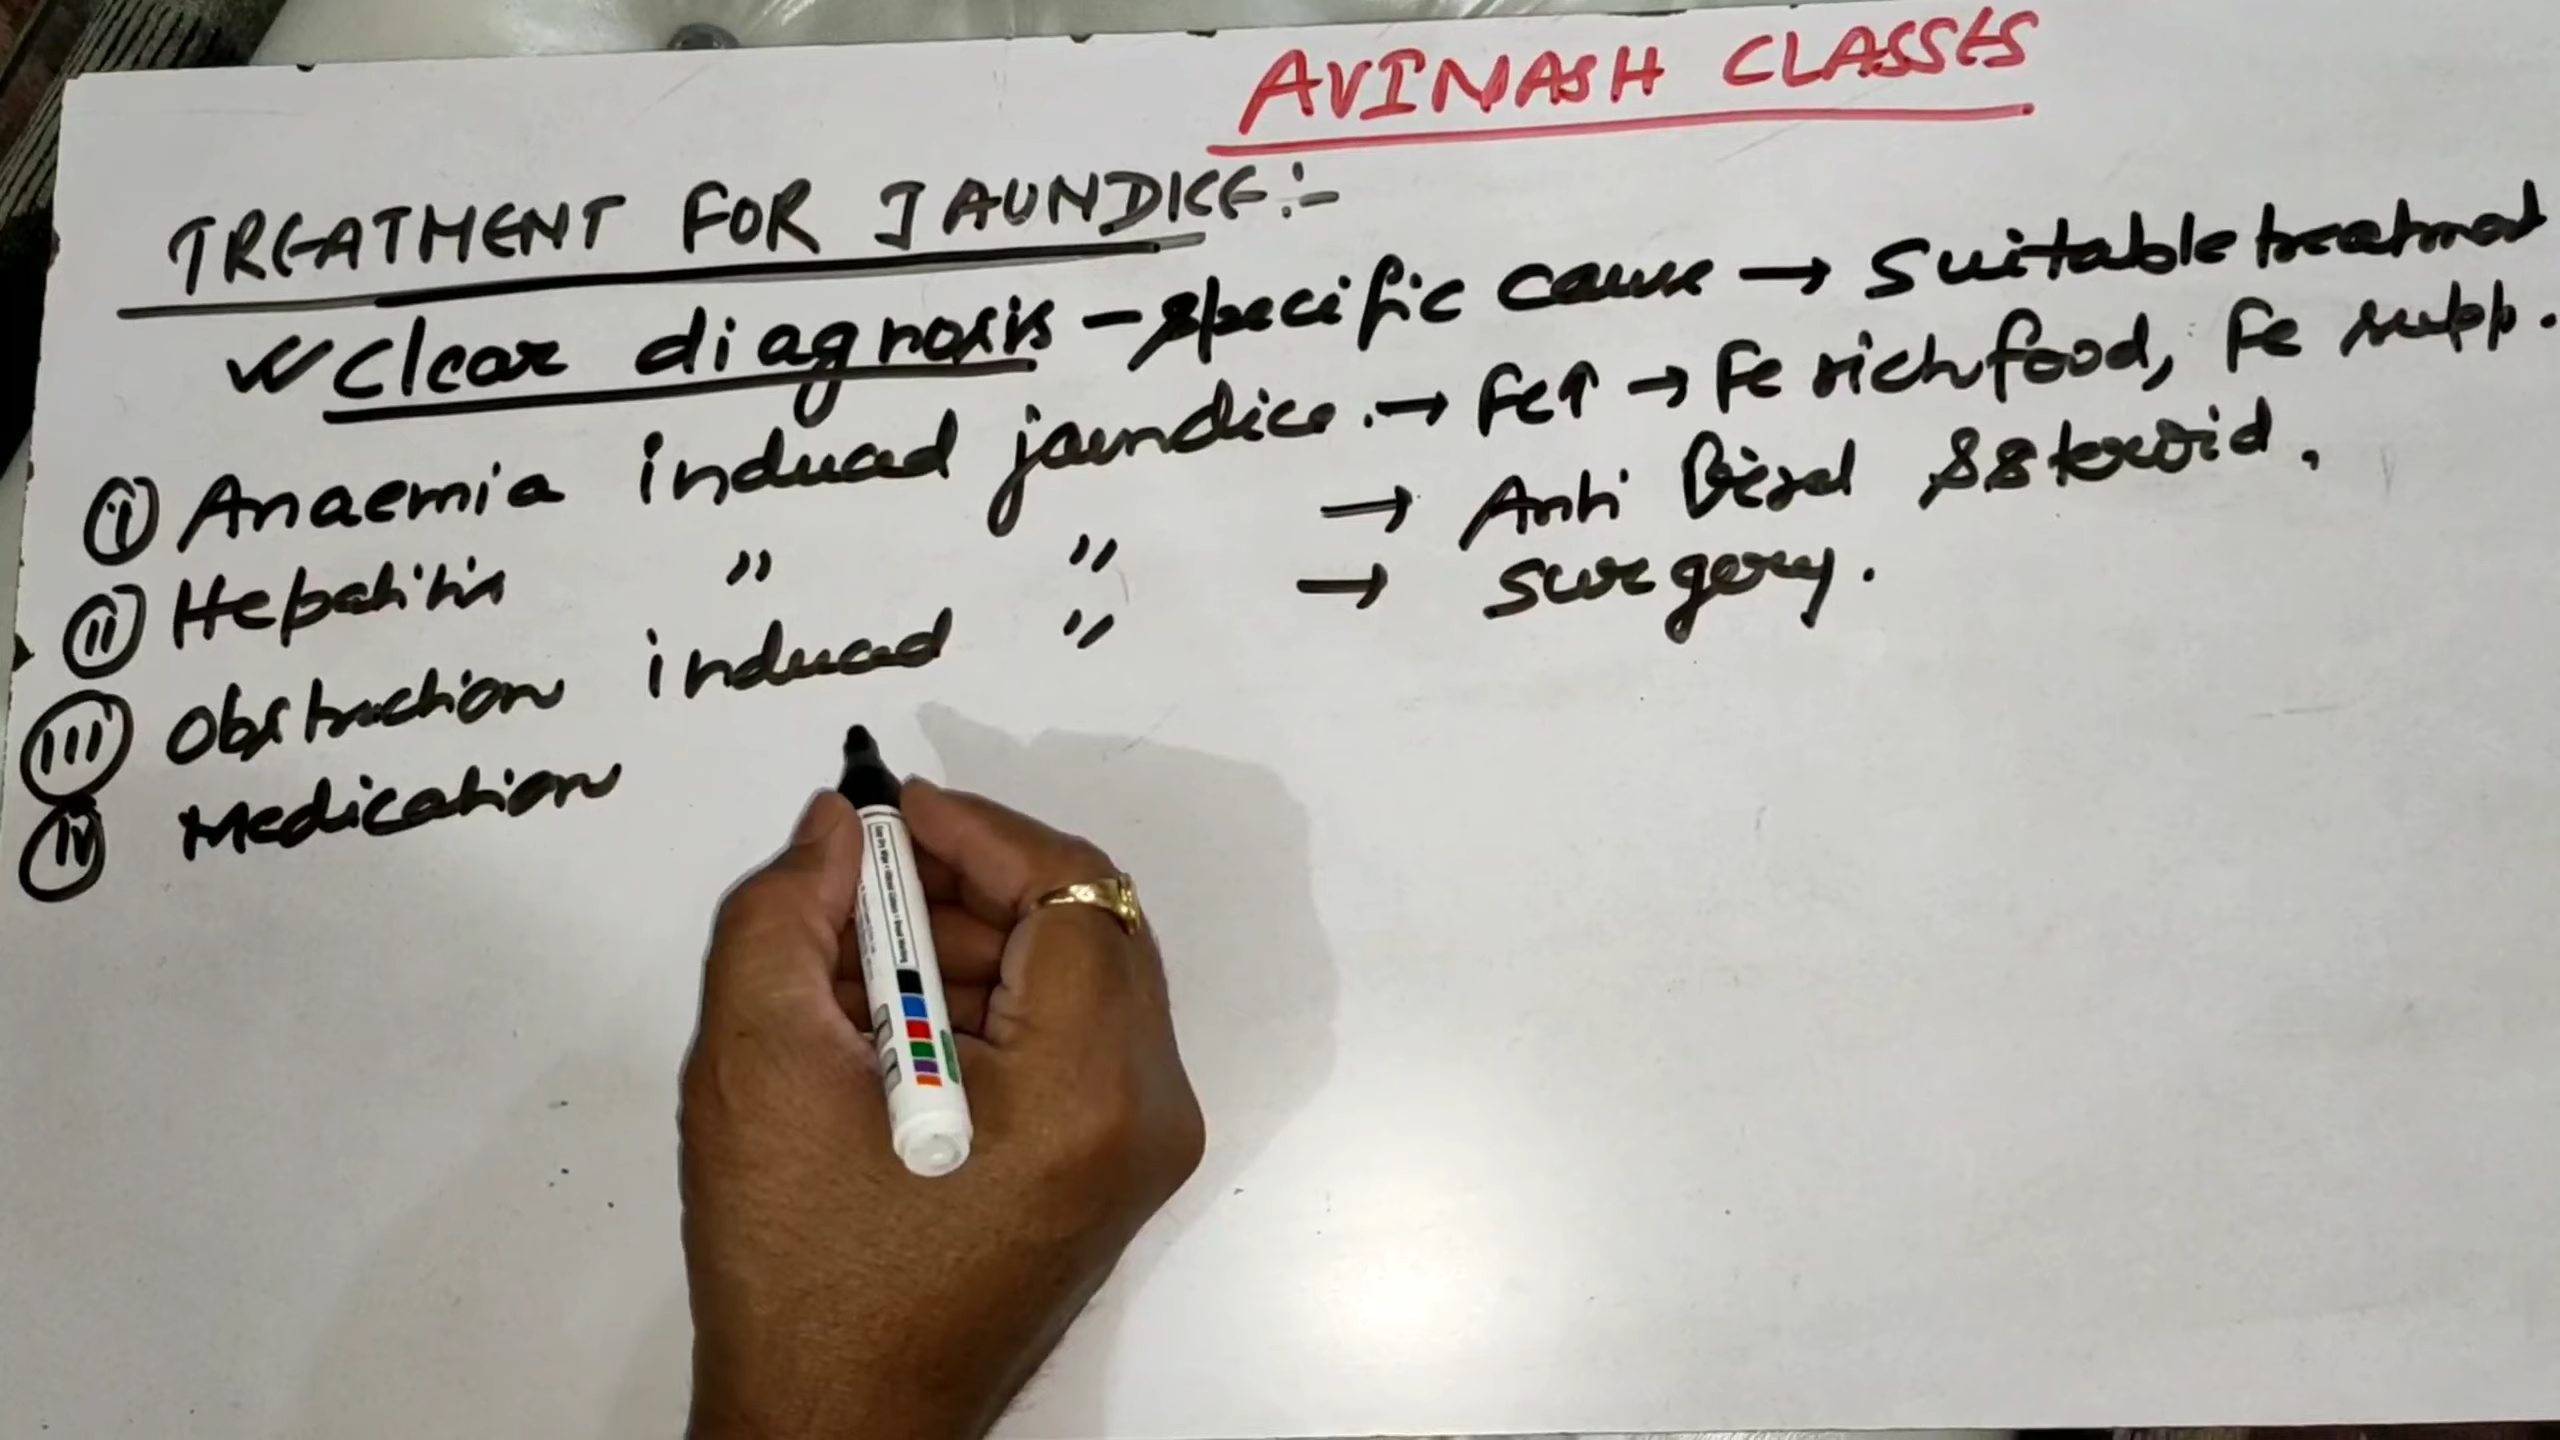 AVINASH CLASSES
TREATMENT FOR JAUNDICE:-
✓ Clear diagnosis - specific cause → Suitable treatment
(i) Anaemia induced jaundice. → Fe↑ → Fe rich food, Fe supp.
(ii) Hepatitis " " → Anti Viral & Steroid.
(iii) Obstruction induced " → Surgery.
(iv) Medication